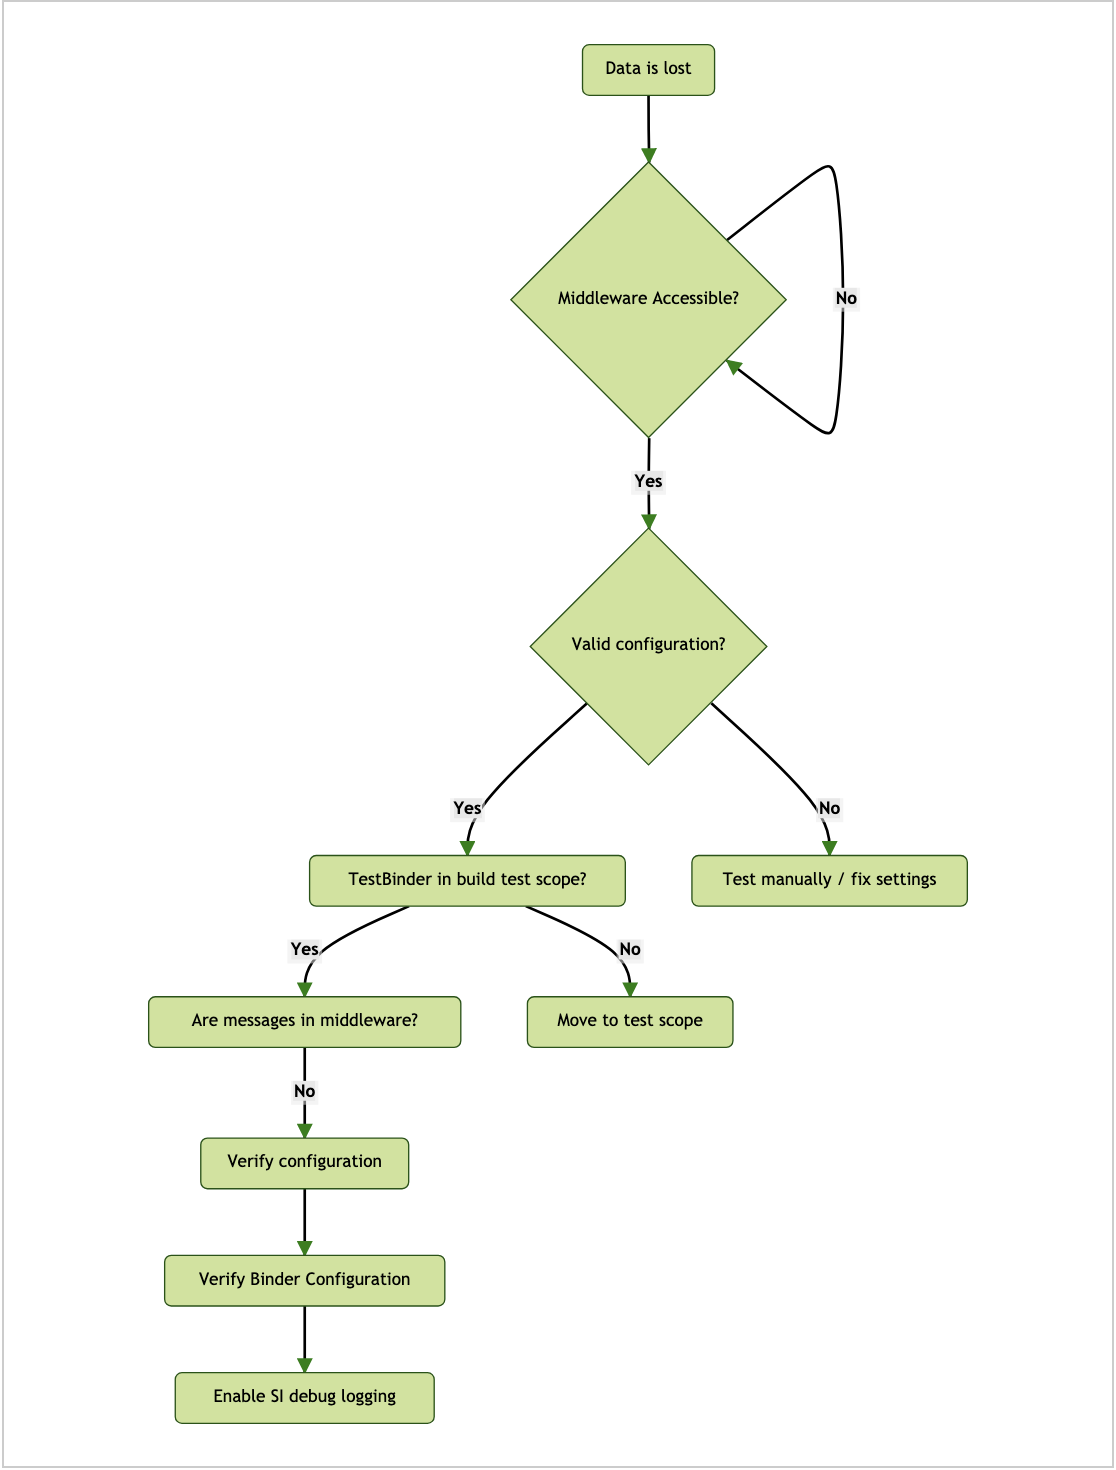 Data is lost
Middleware Accessible?
No
Yes
Valid configuration?
Yes
No
TestBinder in build test scope?
Test manually / fix settings
Yes
No
Are messages in middleware?
Move to test scope
No
Verify configuration
Verify Binder Configuration
Enable SI debug logging